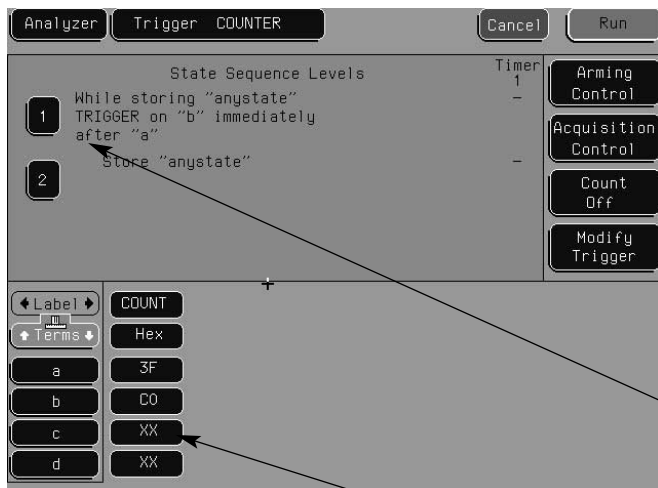 Analyzer Trigger COUNTER Cancel Run
State Sequence Levels Timer
1
1 While storing "anystate" –
TRIGGER on "b" immediately
after "a"
2 Store "anystate" –
Arming
Control
Acquisition
Control
Count
Off
Modify
Trigger
Label COUNT
Terms Hex
a 3F
b C0
c XX
d XX